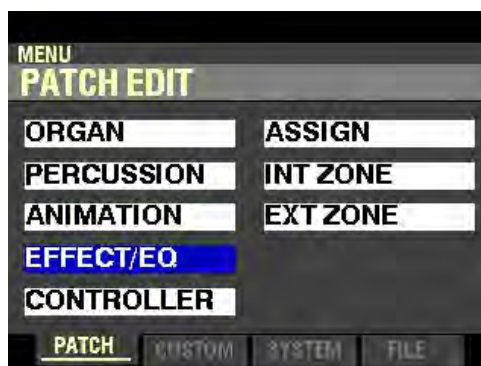 MENU
PATCH EDIT
ORGAN
ASSIGN
PERCUSSION
INT ZONE
ANIMATION
EXT ZONE
EFFECT/EQ
CONTROLLER
PATCH CUSTOM SYSTEM FILE